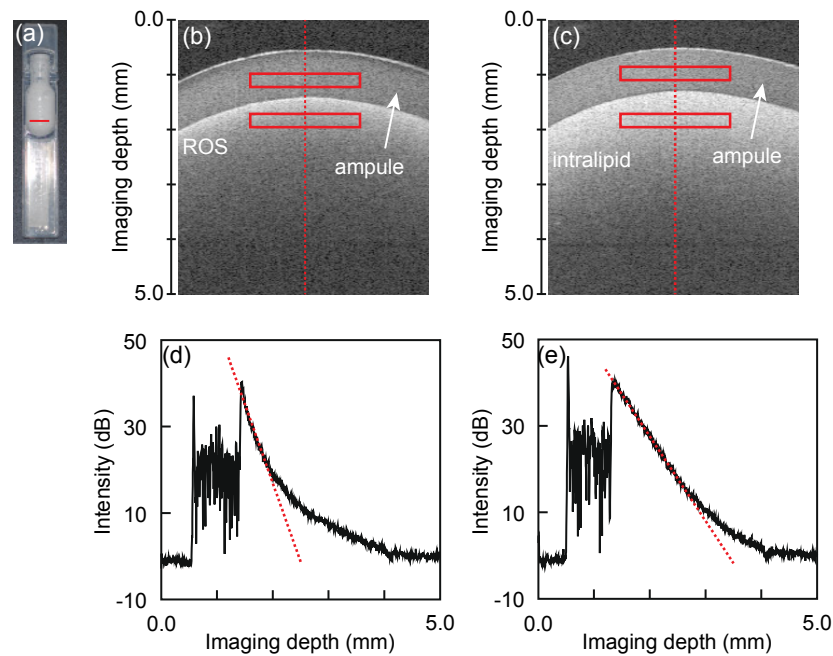 (a)
0.0
Imaging depth (mm)
5.0
(b)
ROS
ampule
0.0
Imaging depth (mm)
5.0
(c)
intralipid
ampule
(d)
50
30
10
-10
Intensity (dB)
0.0
5.0
Imaging depth (mm)
(e)
50
30
10
-10
Intensity (dB)
0.0
5.0
Imaging depth (mm)